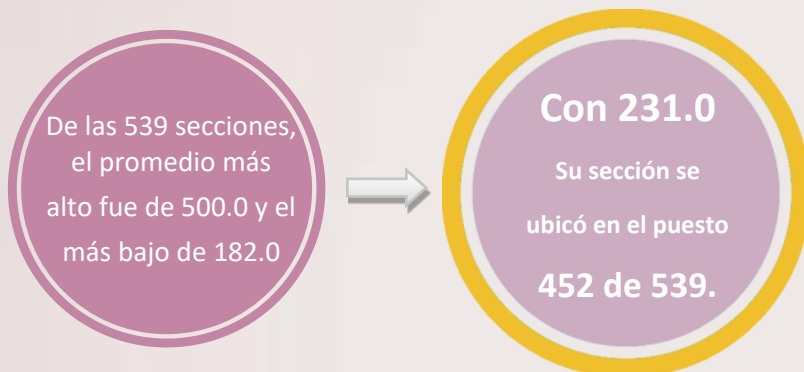 De las 539 secciones,
el promedio más
alto fue de 500.0 y el
más bajo de 182.0
Con 231.0
Su sección se
ubicó en el puesto
452 de 539.